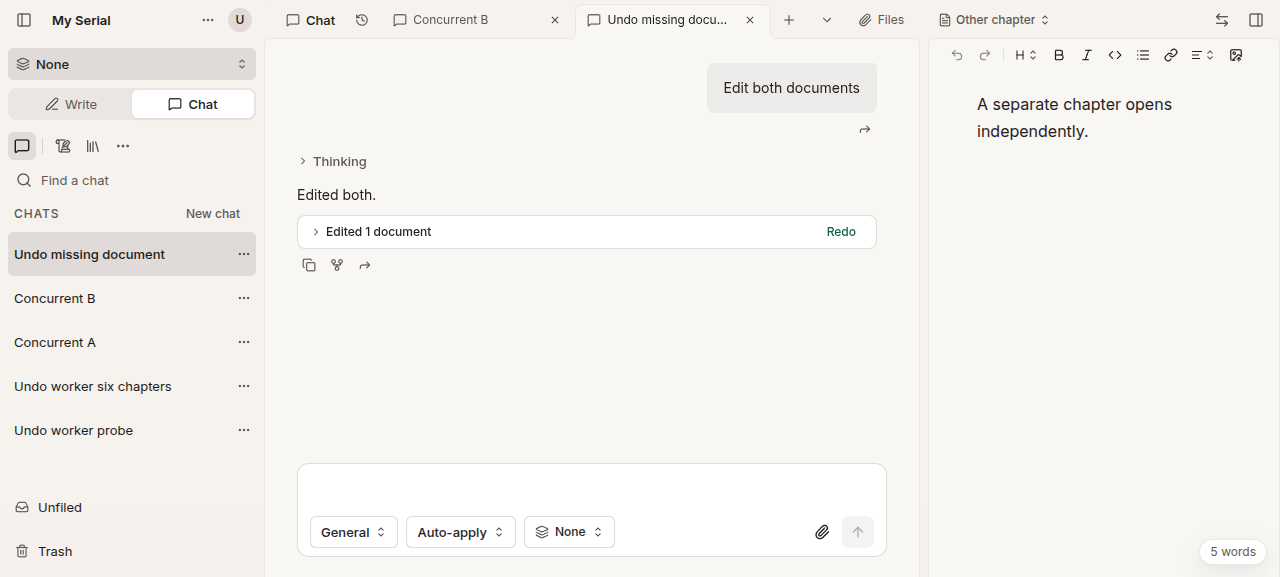 My Serial
U
None
Write
Chat
Find a chat
CHATS
New chat
Undo missing document
Concurrent B
Concurrent A
Undo worker six chapters
Undo worker probe
Unfiled
Trash
Chat
Concurrent B
Undo missing docu...
Files
Other chapter
Edit both documents
Thinking
Edited both.
Edited 1 document
Redo
General
Auto-apply
None
H
B
I
A separate chapter opens
independently.
5 words